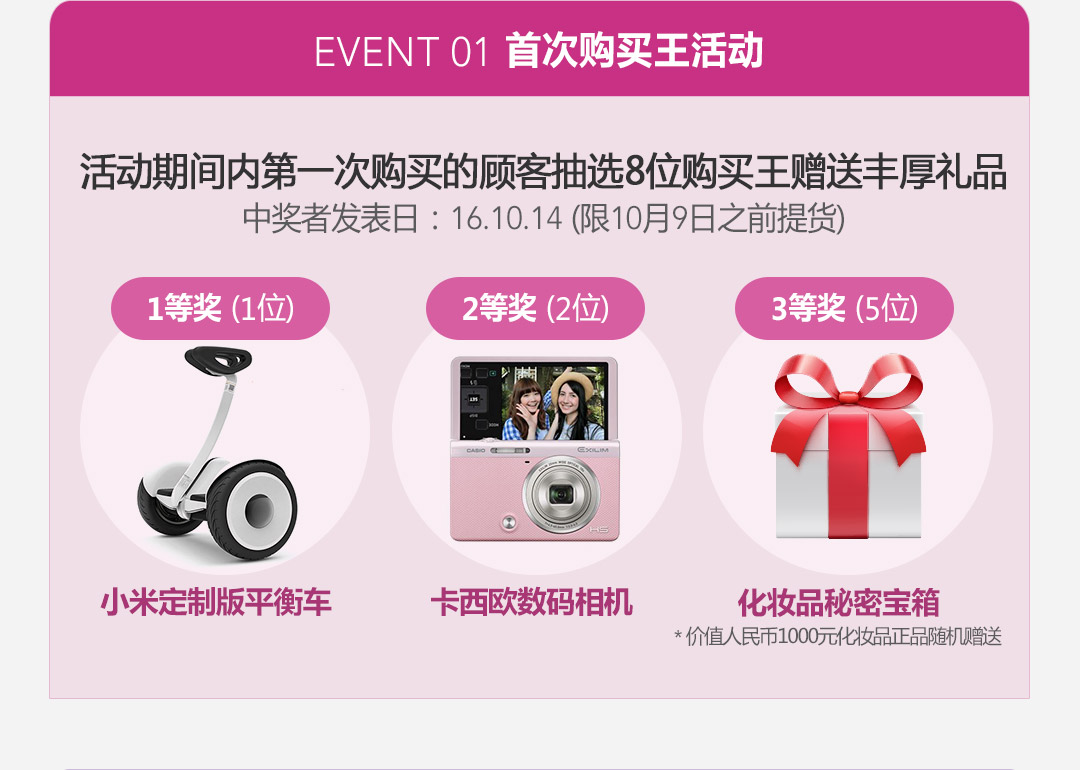 EVENT 01 首次购买王活动
活动期间内第一次购买的顾客抽选8位购买王赠送丰厚礼品
中奖者发表日：16.10.14 (限10月9日之前提货)
1等奖 (1位)
2等奖 (2位)
3等奖 (5位)
SET
CASIO
EXILIM
小米定制版平衡车
卡西欧数码相机
化妆品秘密宝箱
* 价值人民币1000元化妆品正品随机赠送